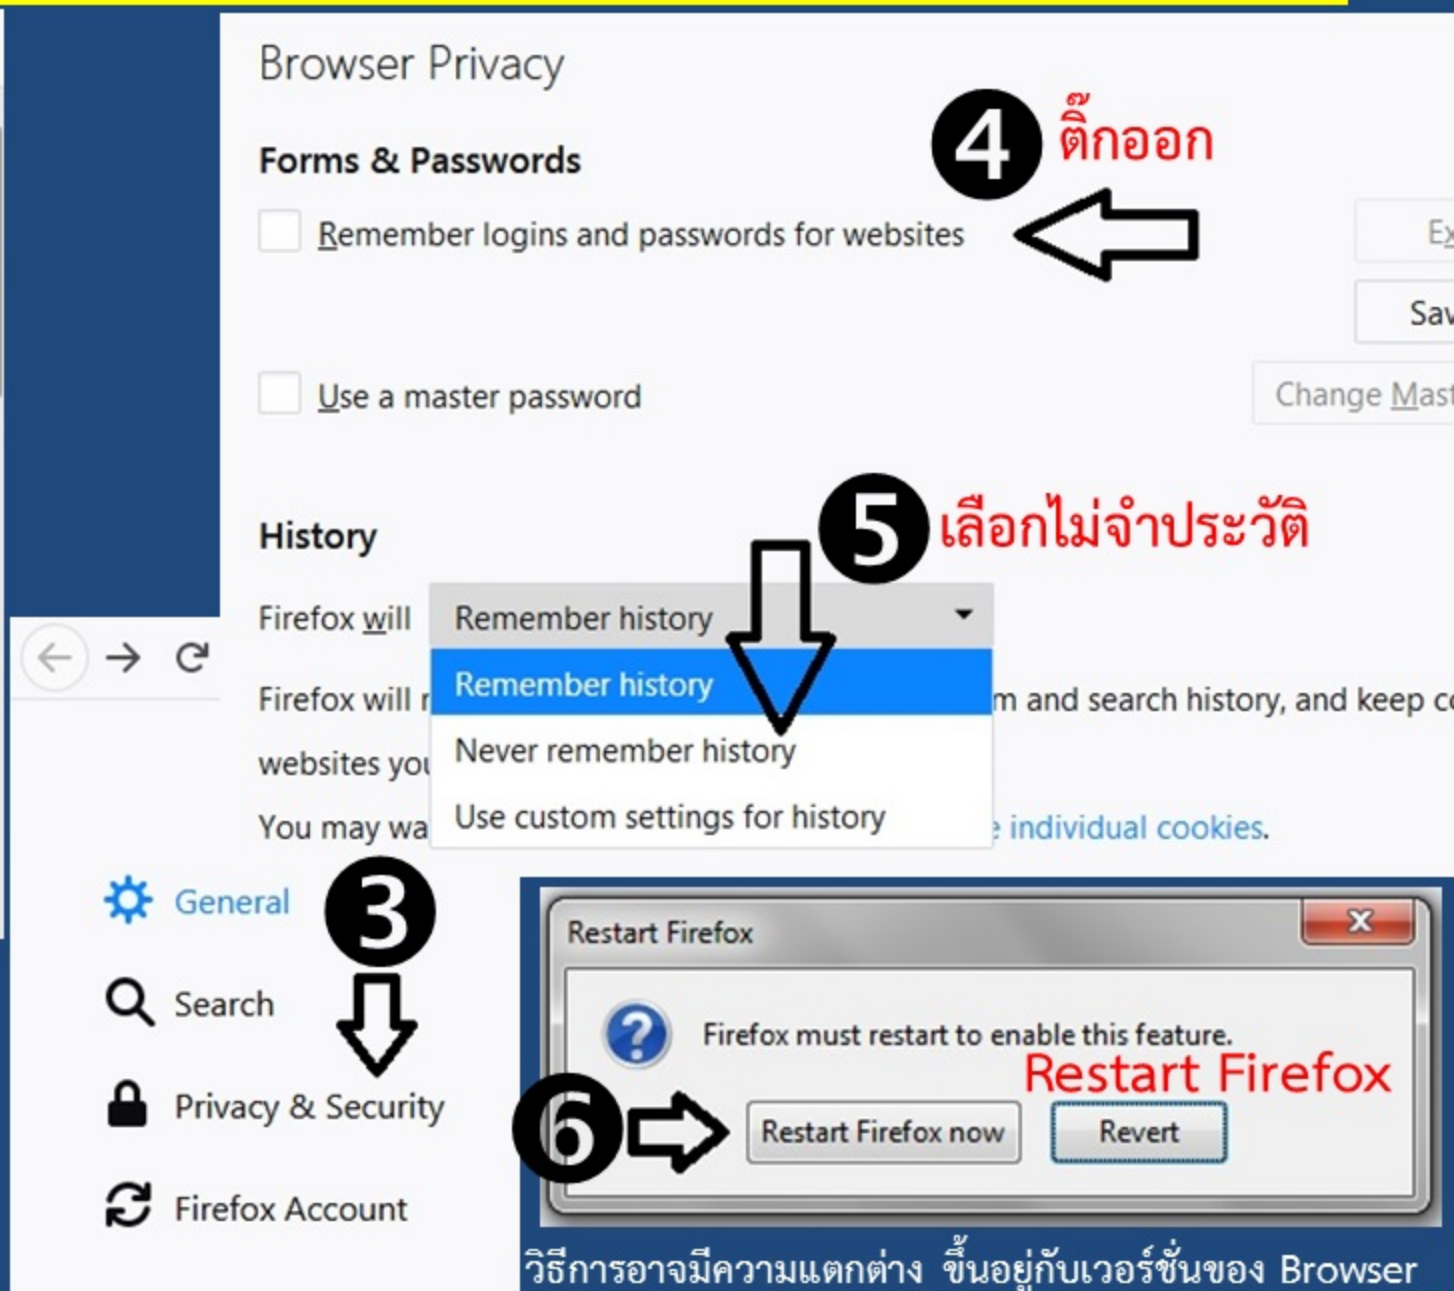 Browser Privacy
Forms & Passwords
4 ติ๊กออก
Remember logins and passwords for websites
Use a master password
Change
5 เลือกไม่จำประวัติ
History
Firefox will Remember history
Remember history
Firefox will m and search history, and keep
Never remember history
websites
Use custom settings for history
You may individual cookies.
General
3
Search
Privacy & Security
Firefox Account
Restart Firefox
Firefox must restart to enable this feature.
Restart Firefox
6 Restart Firefox now Revert
วิธีการอาจมีความแตกต่าง ขึ้นอยู่กับเวอร์ชั่นของ Browser